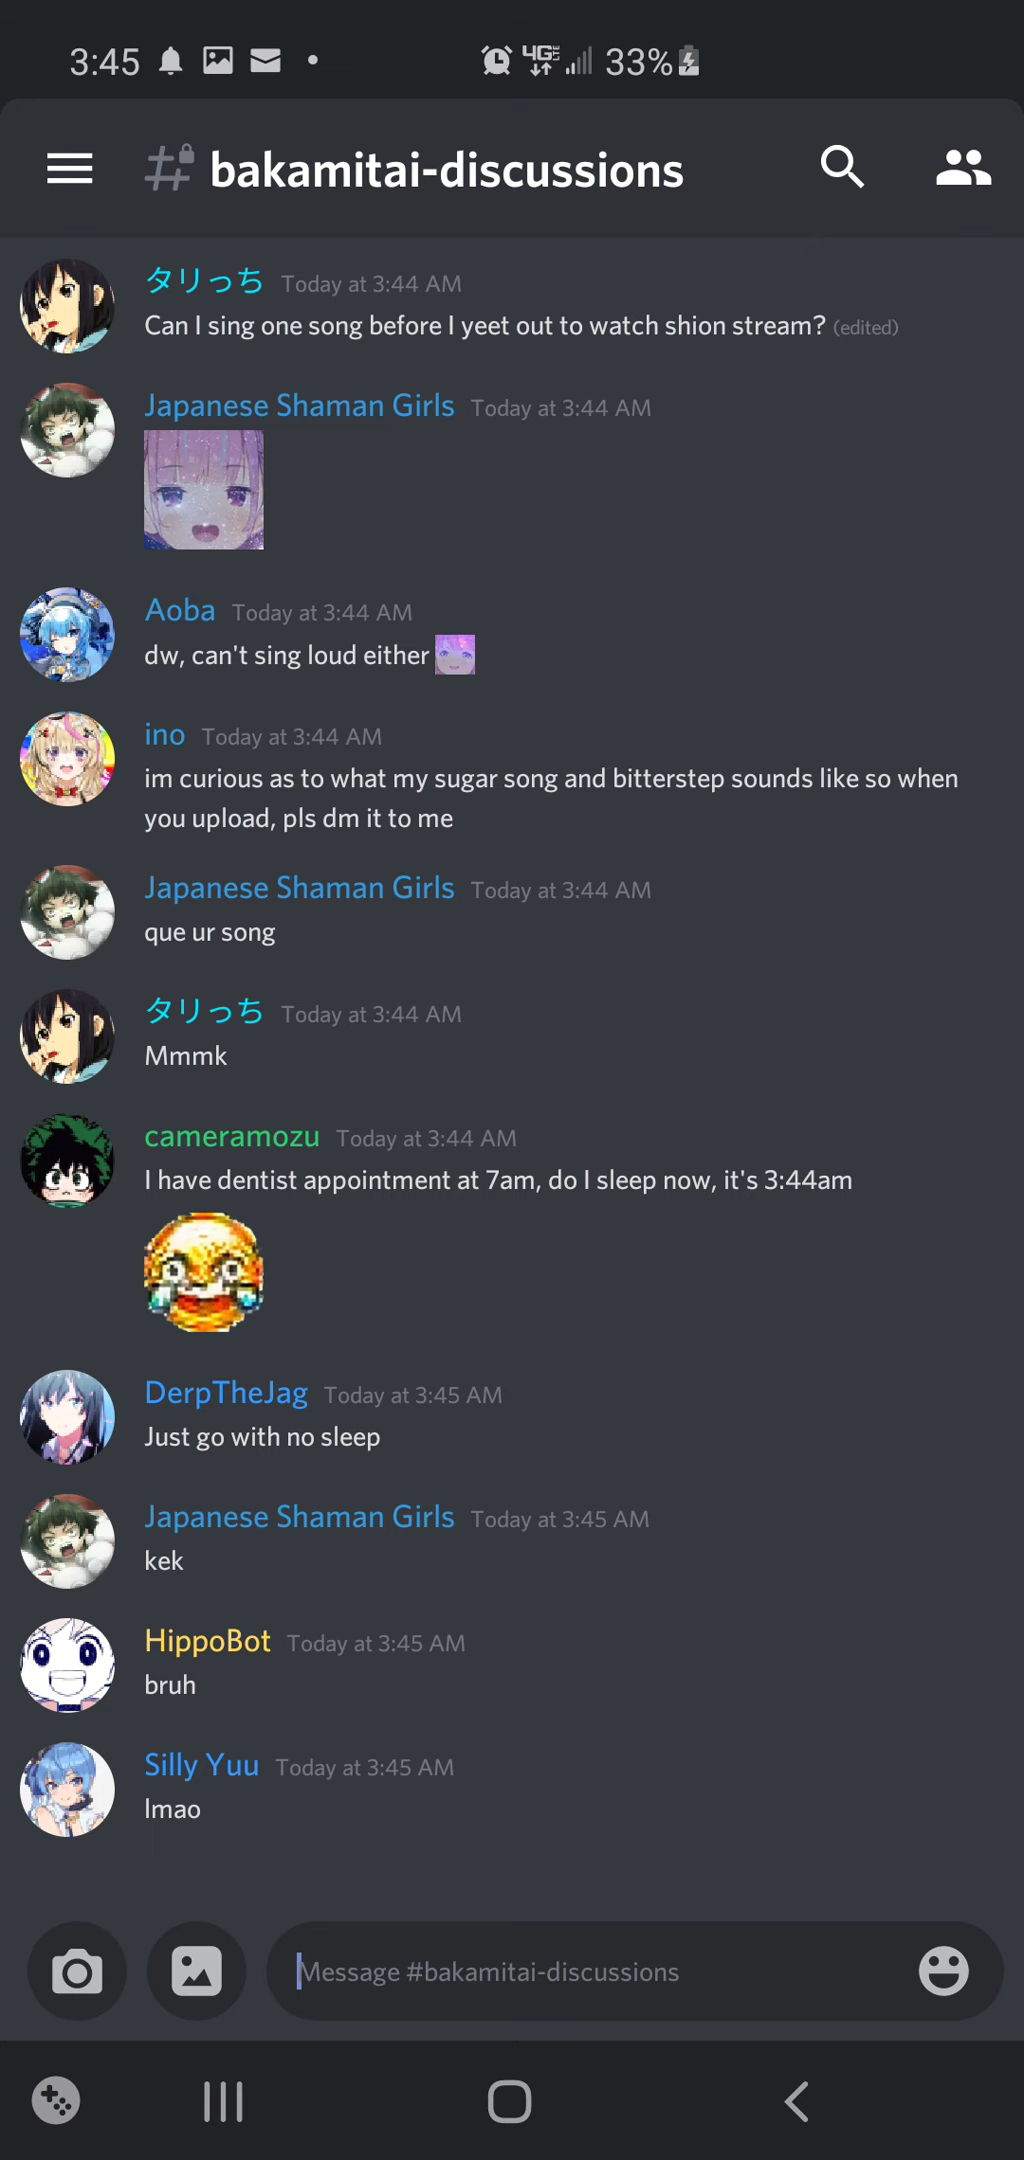 3:45 4G LTE 33%
bakamitai-discussions
タリっち Today at 3:44 AM
Can I sing one song before I yeet out to watch shion stream? (edited)
Japanese Shaman Girls Today at 3:44 AM
Aoba Today at 3:44 AM
dw, can't sing loud either
ino Today at 3:44 AM
im curious as to what my sugar song and bitterstep sounds like so when
you upload, pls dm it to me
Japanese Shaman Girls Today at 3:44 AM
que ur song
タリっち Today at 3:44 AM
Mmmk
cameramozu Today at 3:44 AM
I have dentist appointment at 7am, do I sleep now, it's 3:44am
DerpTheJag Today at 3:45 AM
Just go with no sleep
Japanese Shaman Girls Today at 3:45 AM
kek
HippoBot Today at 3:45 AM
bruh
Silly Yuu Today at 3:45 AM
lmao
Message #bakamitai-discussions